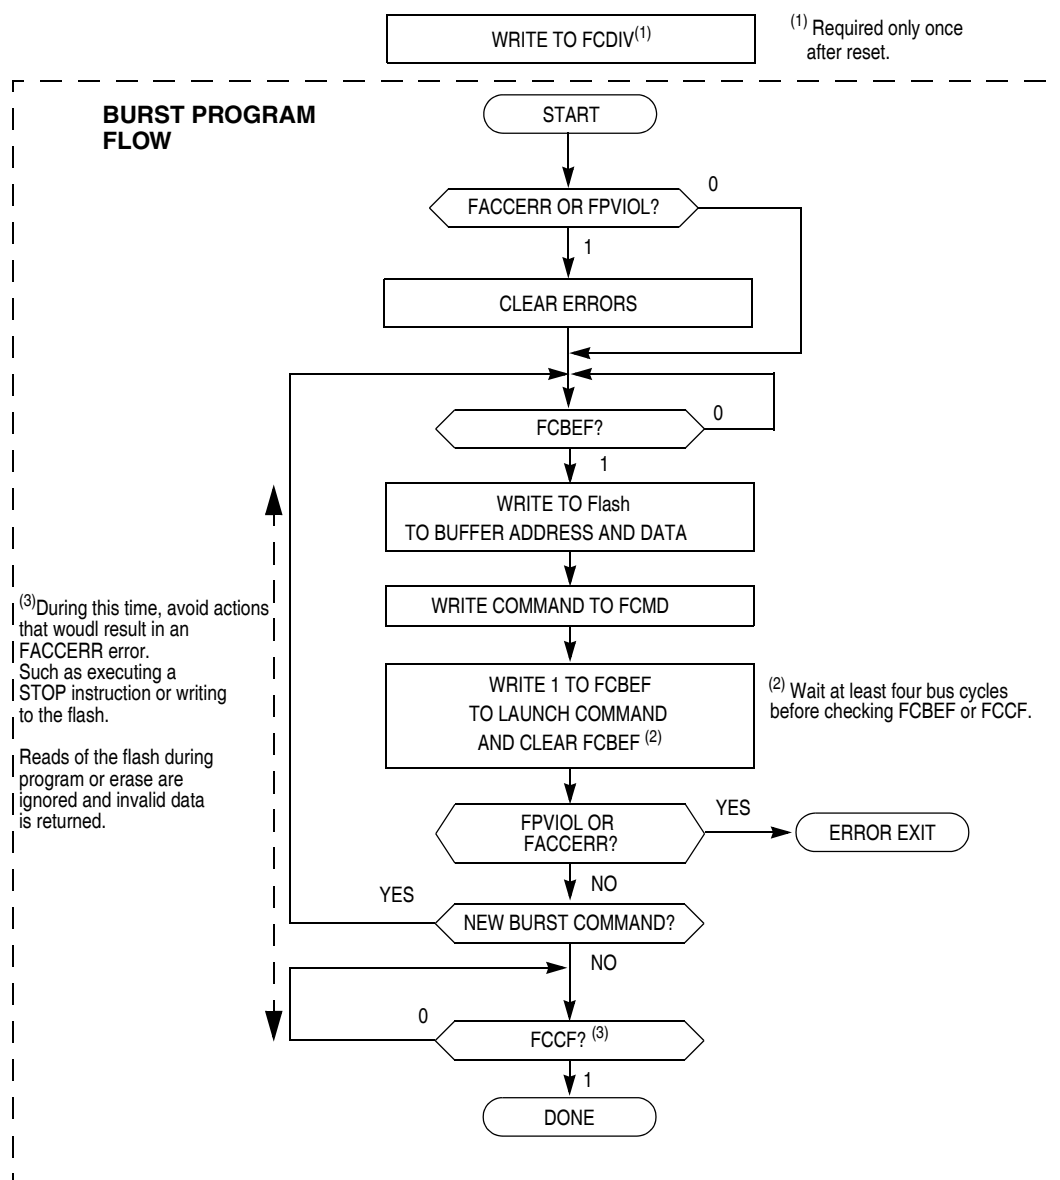 WRITE TO FCDIV(1)
(1) Required only once
after reset.
BURST PROGRAM
FLOW
START
0
FACCERR OR FPVIOL?
1
CLEAR ERRORS
0
FCBEF?
1
WRITE TO Flash
TO BUFFER ADDRESS AND DATA
(3)During this time, avoid actions
that woudl result in an
FACCERR error.
Such as executing a
STOP instruction or writing
to the flash.
Reads of the flash during
program or erase are
ignored and invalid data
is returned.
WRITE COMMAND TO FCMD
WRITE 1 TO FCBEF
TO LAUNCH COMMAND
AND CLEAR FCBEF (2)
(2) Wait at least four bus cycles
before checking FCBEF or FCCF.
FPVIOL OR
FACCERR?
YES
ERROR EXIT
NO
YES
NEW BURST COMMAND?
NO
0
FCCF? (3)
1
DONE